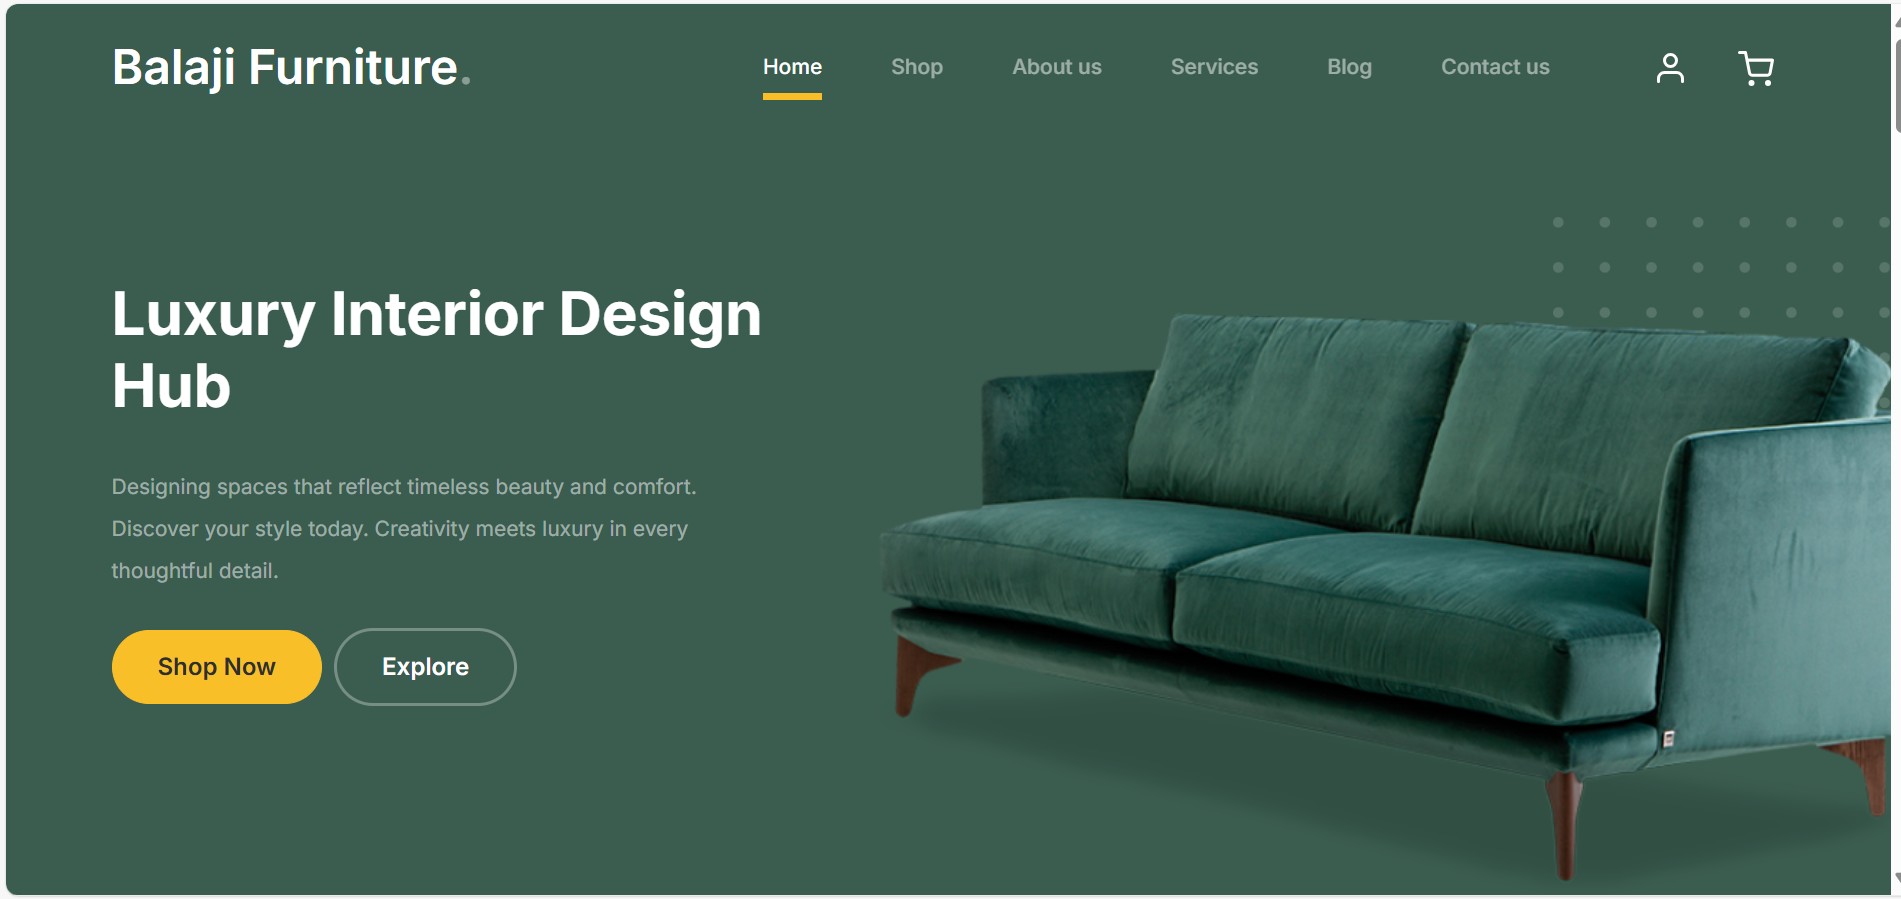 Balaji Furniture.
Home Shop About us Services Blog Contact us
Luxury Interior Design
Hub
Designing spaces that reflect timeless beauty and comfort.
Discover your style today. Creativity meets luxury in every
thoughtful detail.
Shop Now Explore